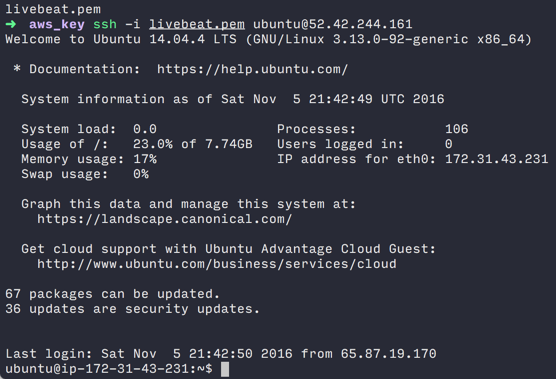 livebeat.pem
➜  aws_key ssh -i livebeat.pem ubuntu@52.42.244.161
Welcome to Ubuntu 14.04.4 LTS (GNU/Linux 3.13.0-92-generic x86_64)

 * Documentation:  https://help.ubuntu.com/

  System information as of Sat Nov  5 21:42:49 UTC 2016

  System load:  0.0               Processes:           106
  Usage of /:   23.0% of 7.74GB   Users logged in:     0
  Memory usage: 17%               IP address for eth0: 172.31.43.231
  Swap usage:   0%

  Graph this data and manage this system at:
    https://landscape.canonical.com/

  Get cloud support with Ubuntu Advantage Cloud Guest:
    http://www.ubuntu.com/business/services/cloud

67 packages can be updated.
36 updates are security updates.


Last login: Sat Nov  5 21:42:50 2016 from 65.87.19.170
ubuntu@ip-172-31-43-231:~$